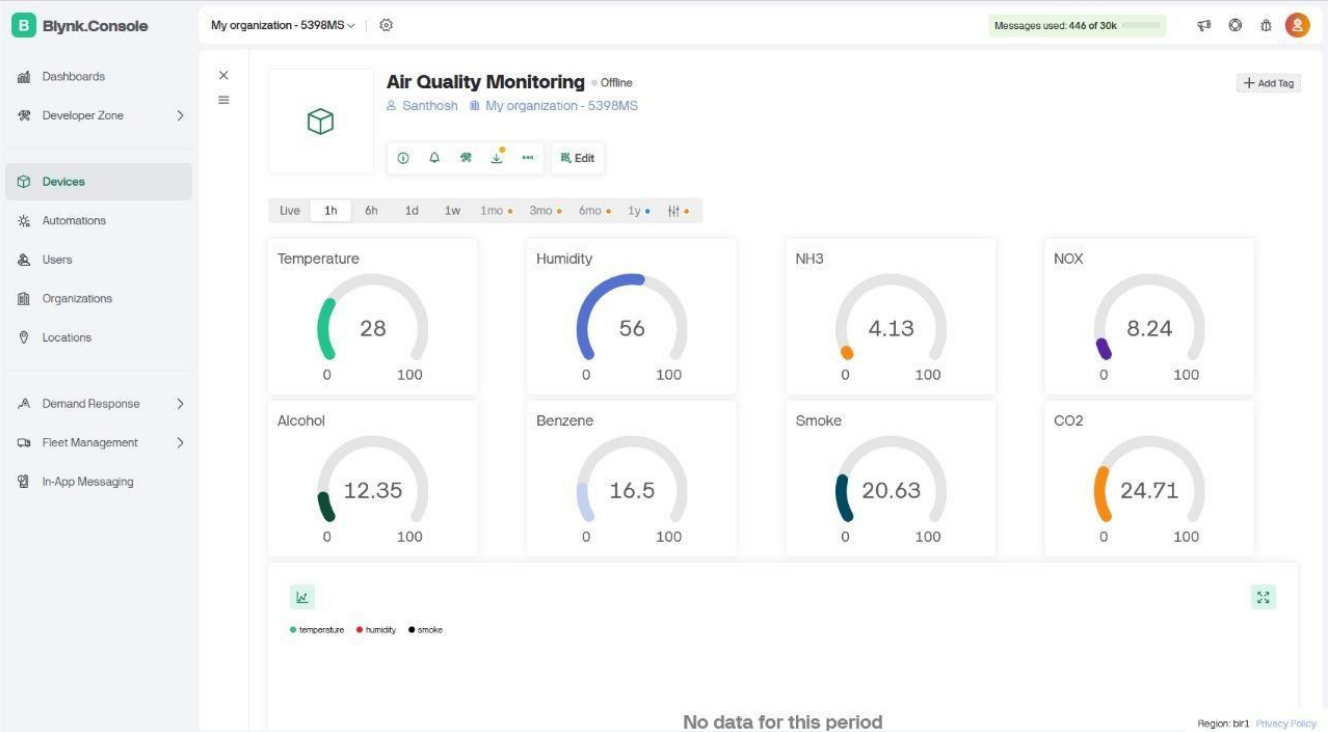 B Blynk.Console
My organization - 5398MS
Messages used: 446 of 30k
Dashboards
Developer Zone
Devices
Automations
Users
Organizations
Locations
Demand Response
Fleet Management
In-App Messaging
Air Quality Monitoring Offline
Santhosh My organization - 5398MS
+ Add Tag
Edit
Live 1h 6h 1d 1w 1mo 3mo 6mo 1y
Temperature Humidity NH3 NOX
28 56 4.13 8.24
0 100 0 100 0 100 0 100
Alcohol Benzene Smoke CO2
12.35 16.5 20.63 24.71
0 100 0 100 0 100 0 100
temperature humidity smoke
No data for this period
Region: blr1 Privacy Policy